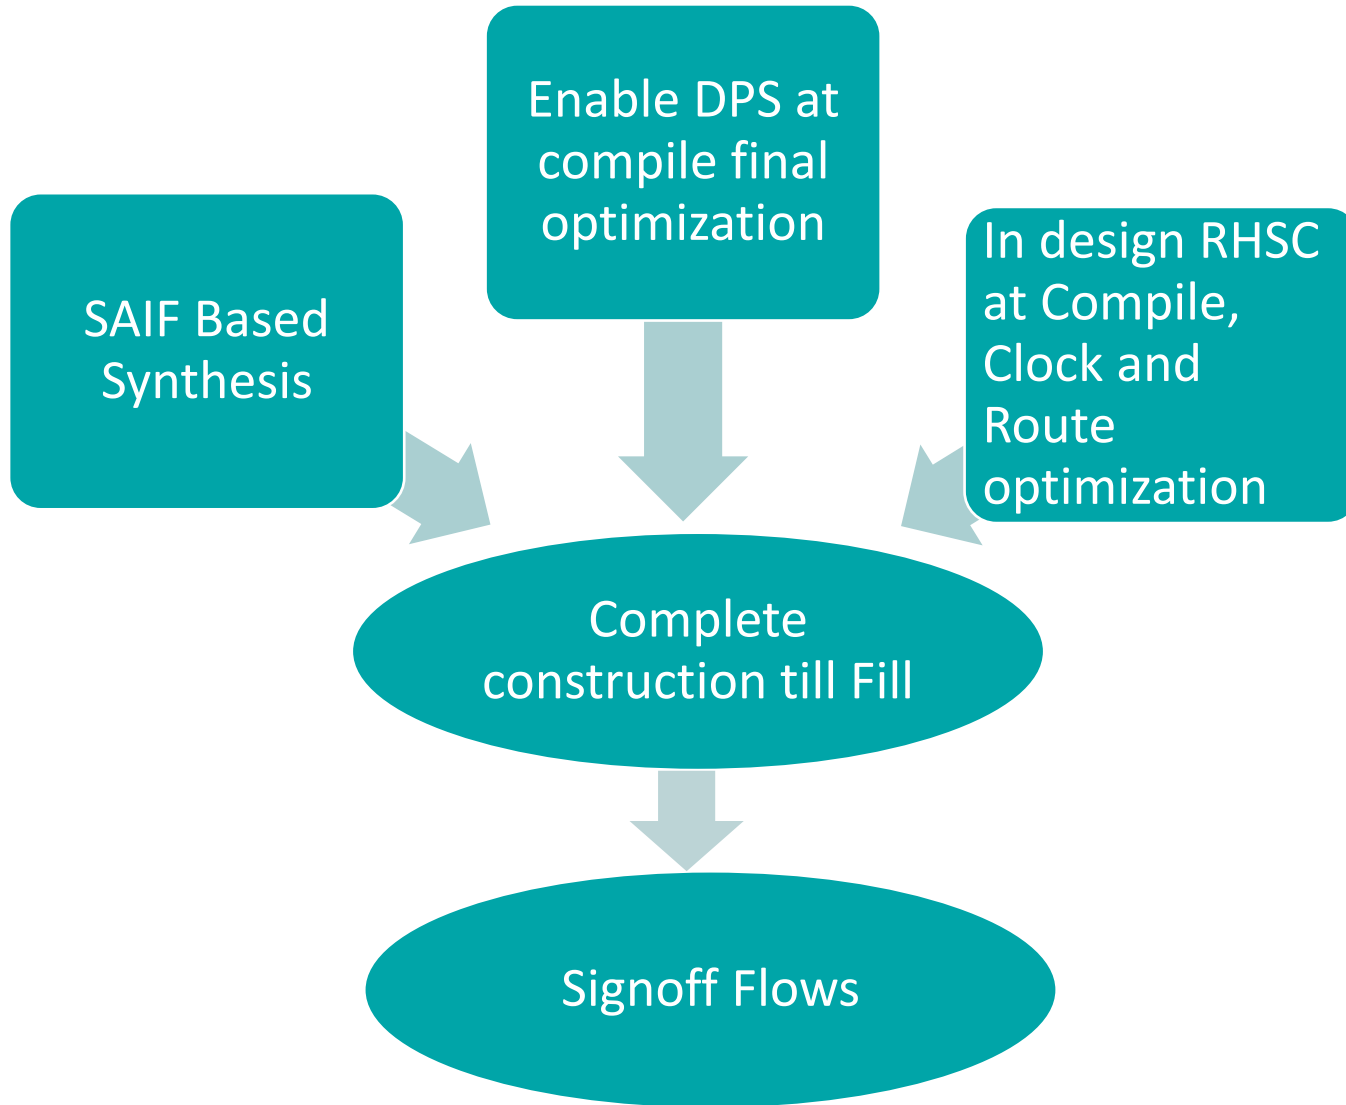 Enable DPS at
compile final
optimization
SAIF Based
Synthesis
In design RHSC
at Compile,
Clock and
Route
optimization
Complete
construction till Fill
Signoff Flows